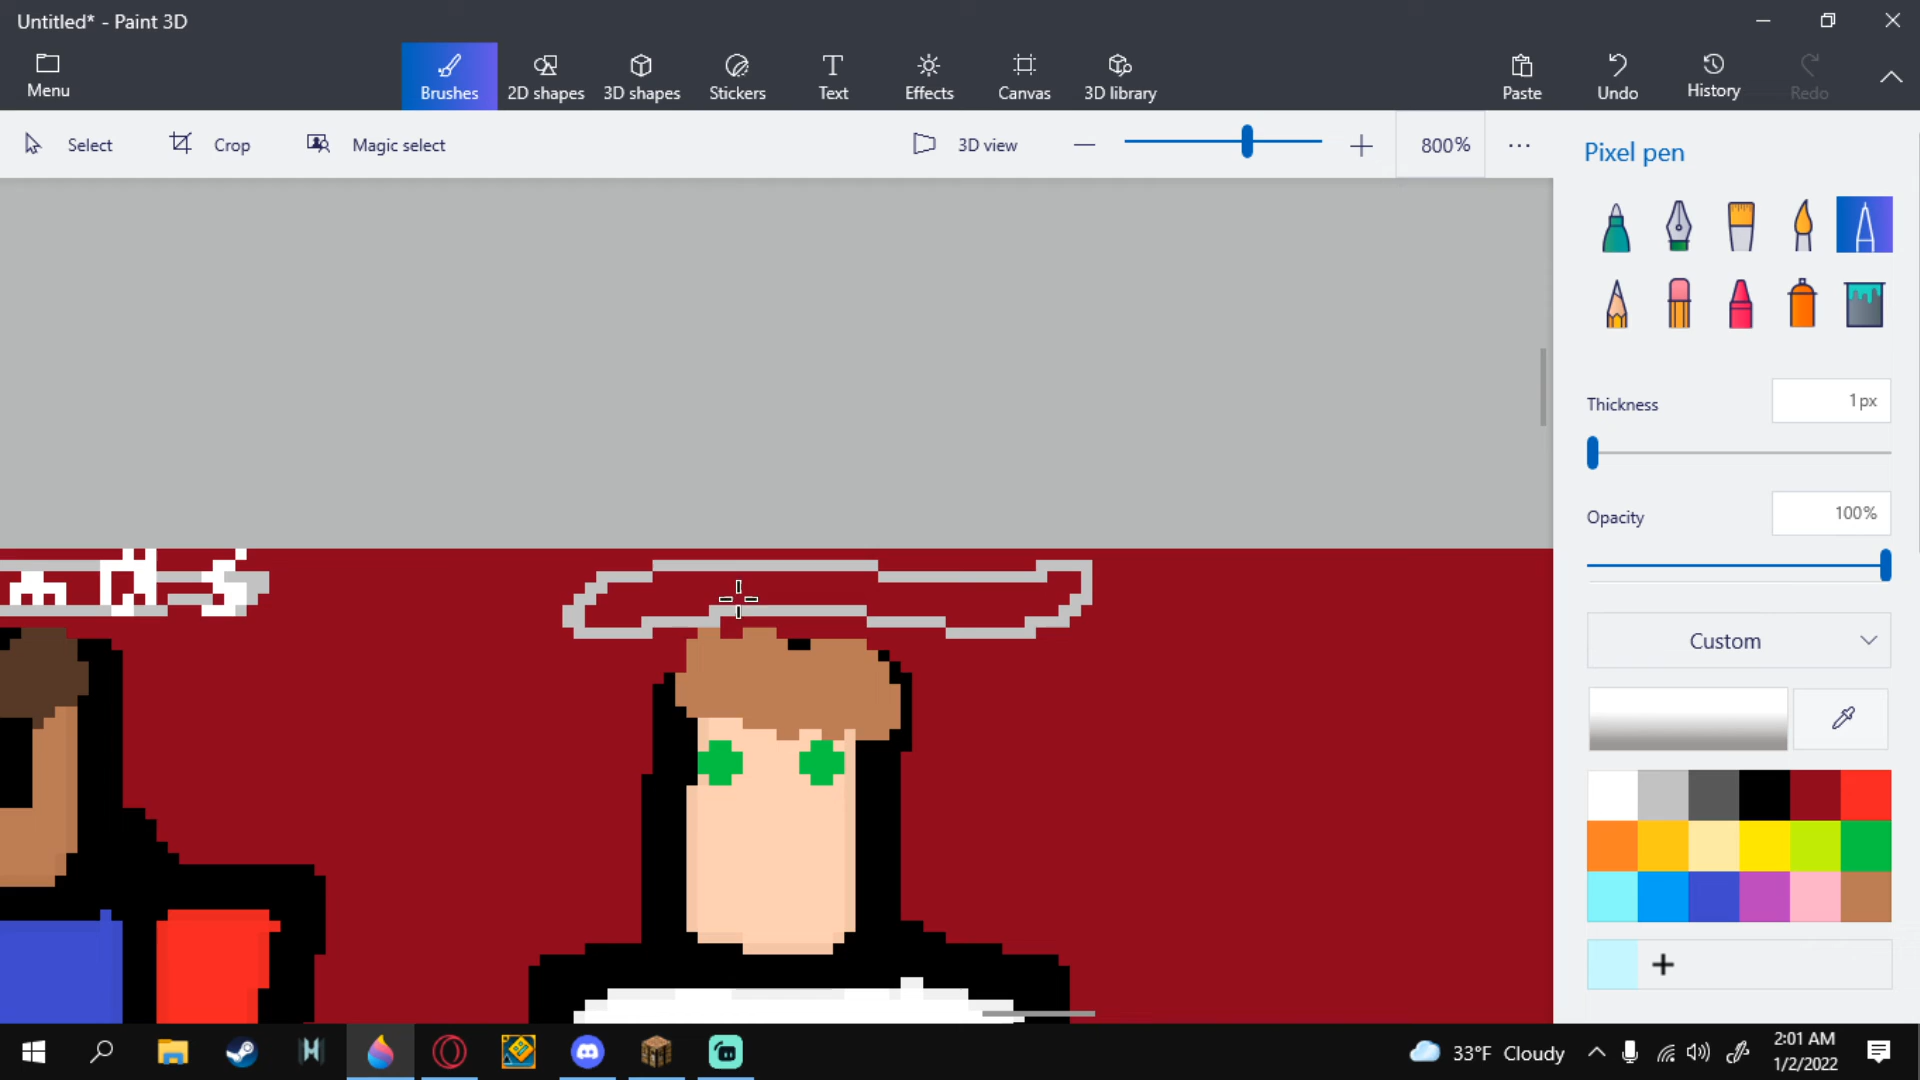 Untitled* - Paint 3D
Menu
Brushes
2D shapes
3D shapes
Stickers
Text
Effects
Canvas
3D library
Paste
Undo
History
Redo
Select
Crop
Magic select
3D view
800%
Pixel pen
Thickness
1px
Opacity
100%
Custom
33°F Cloudy
2:01 AM
1/2/2022